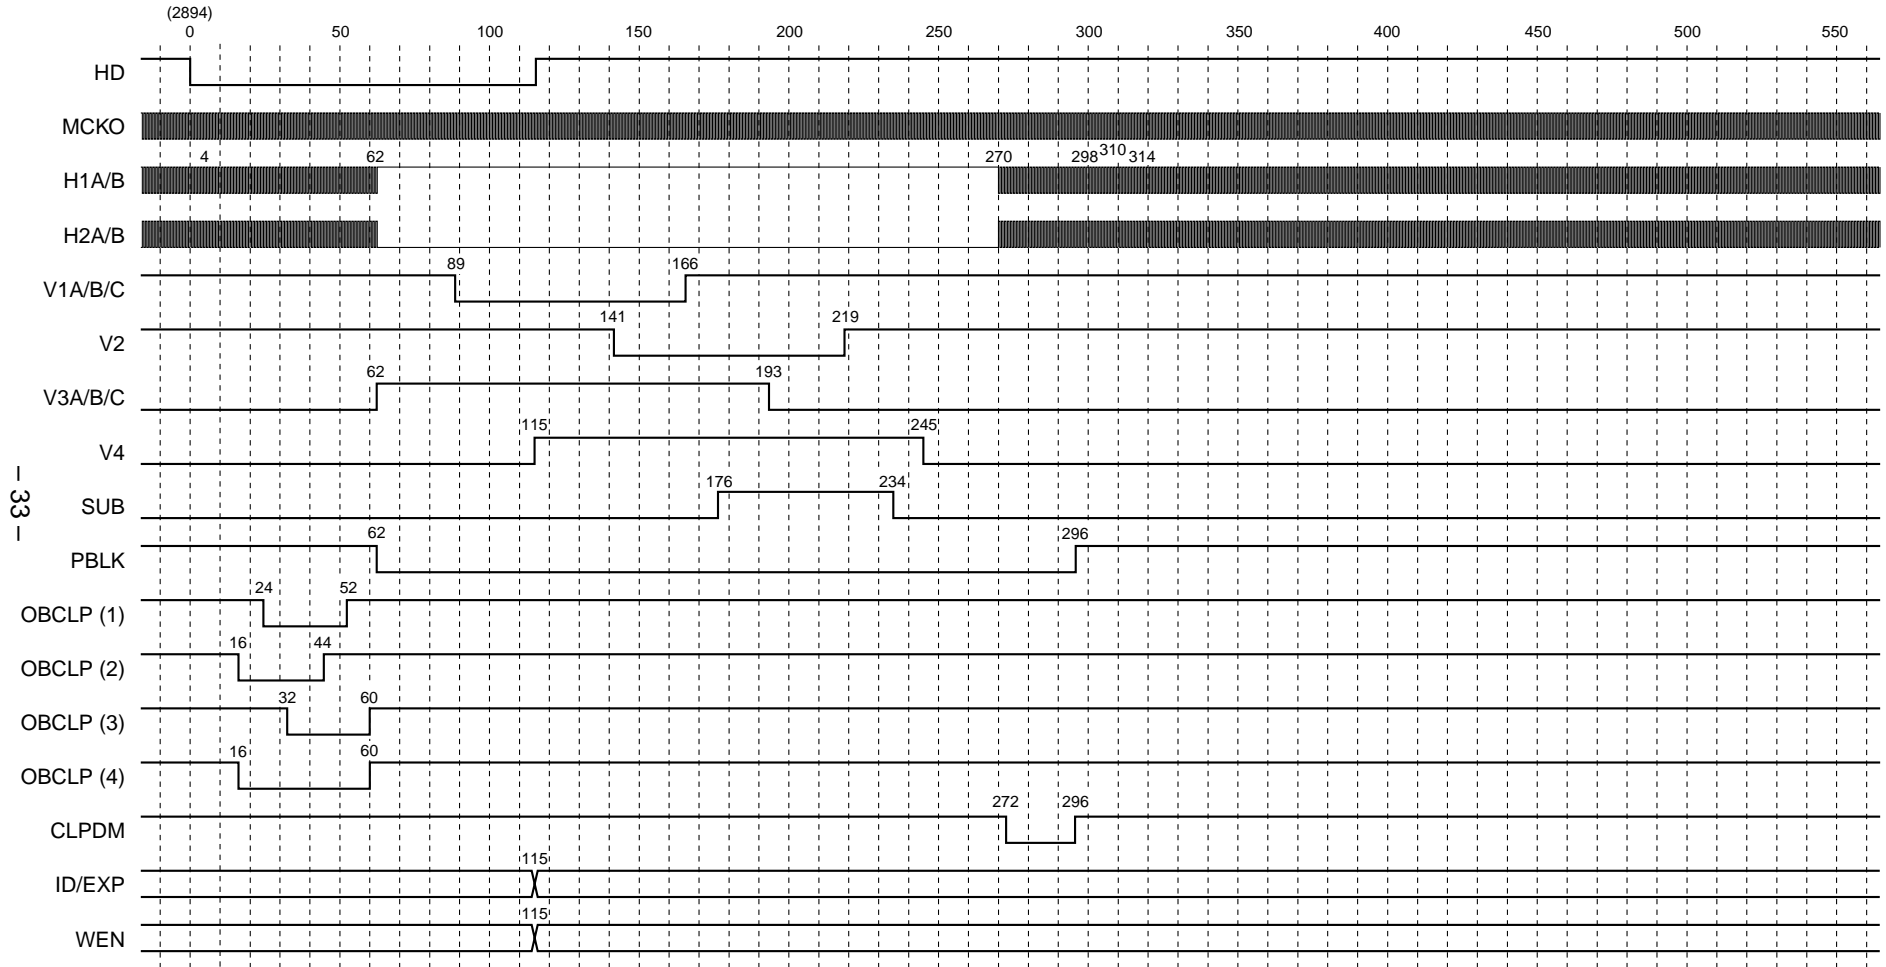 (2894)
0 50 100 150 200 250 300 350 400 450 500 550
HD
MCKO
4 62 270 298 310 314
H1A/B
H2A/B
89 166
V1A/B/C
141 219
V2
62 193
V3A/B/C
115 245
V4
176 234
SUB
62 296
PBLK
24 52
OBCLP (1)
16 44
OBCLP (2)
32 60
OBCLP (3)
16 60
OBCLP (4)
272 296
CLPDM
115
ID/EXP
115
WEN
– 33 –